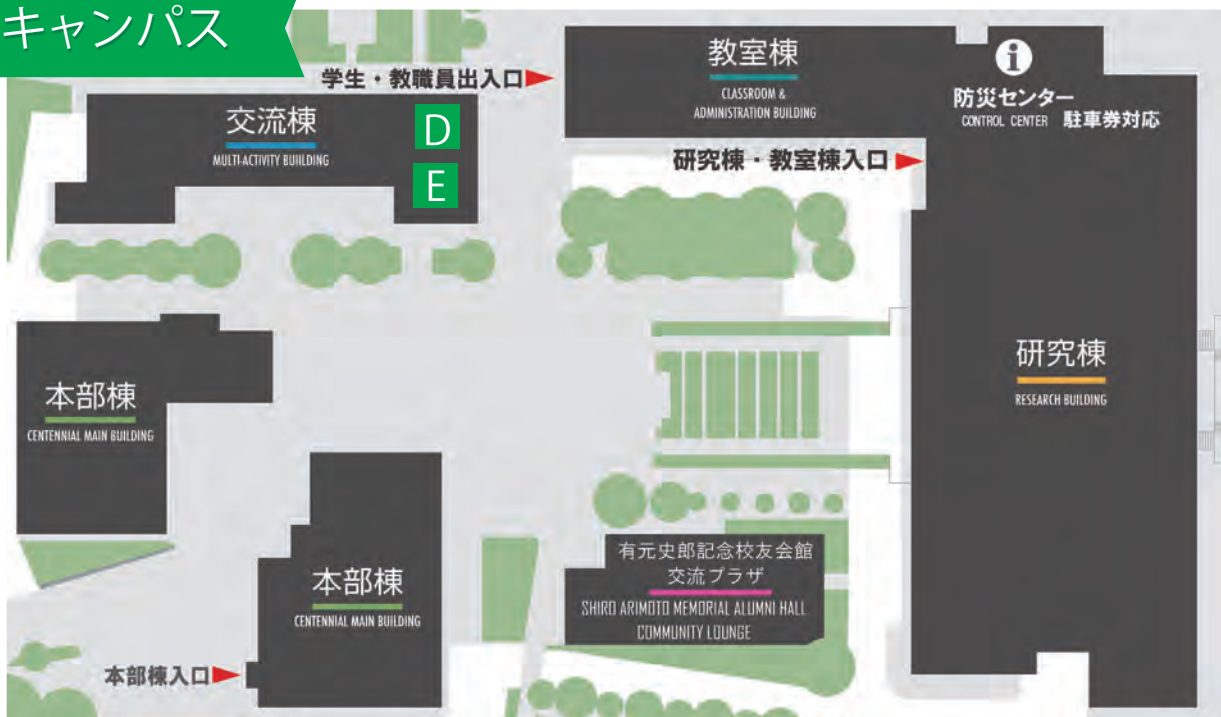 キャンパス
学生・教職員出入口
教室棟
CLASSROOM &
ADMINISTRATION BUILDING
防災センター
CONTROL CENTER 駐車券対応
交流棟
MULTI-ACTIVITY BUIILDING
D
E
研究棟・教室棟入口
研究棟
RESEARCH BUILDING
本部棟
CENTENNIAL MAIN BUILDING
本部棟
CENTENNIAL MAIN BUILDING
有元史郎記念校友会館
交流プラザ
SHIRO ARIMOTO MEMORIAL ALUMNI HALL
COMMUNITY LOUNGE
本部棟入口